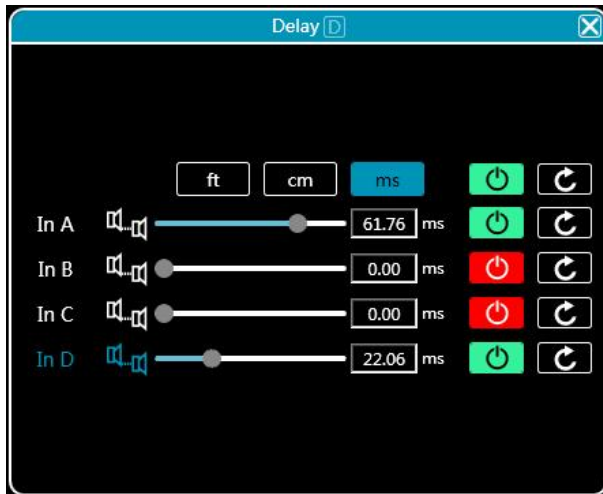 Delay D
ft cm ms
In A 61.76 ms
In B 0.00 ms
In C 0.00 ms
In D 22.06 ms